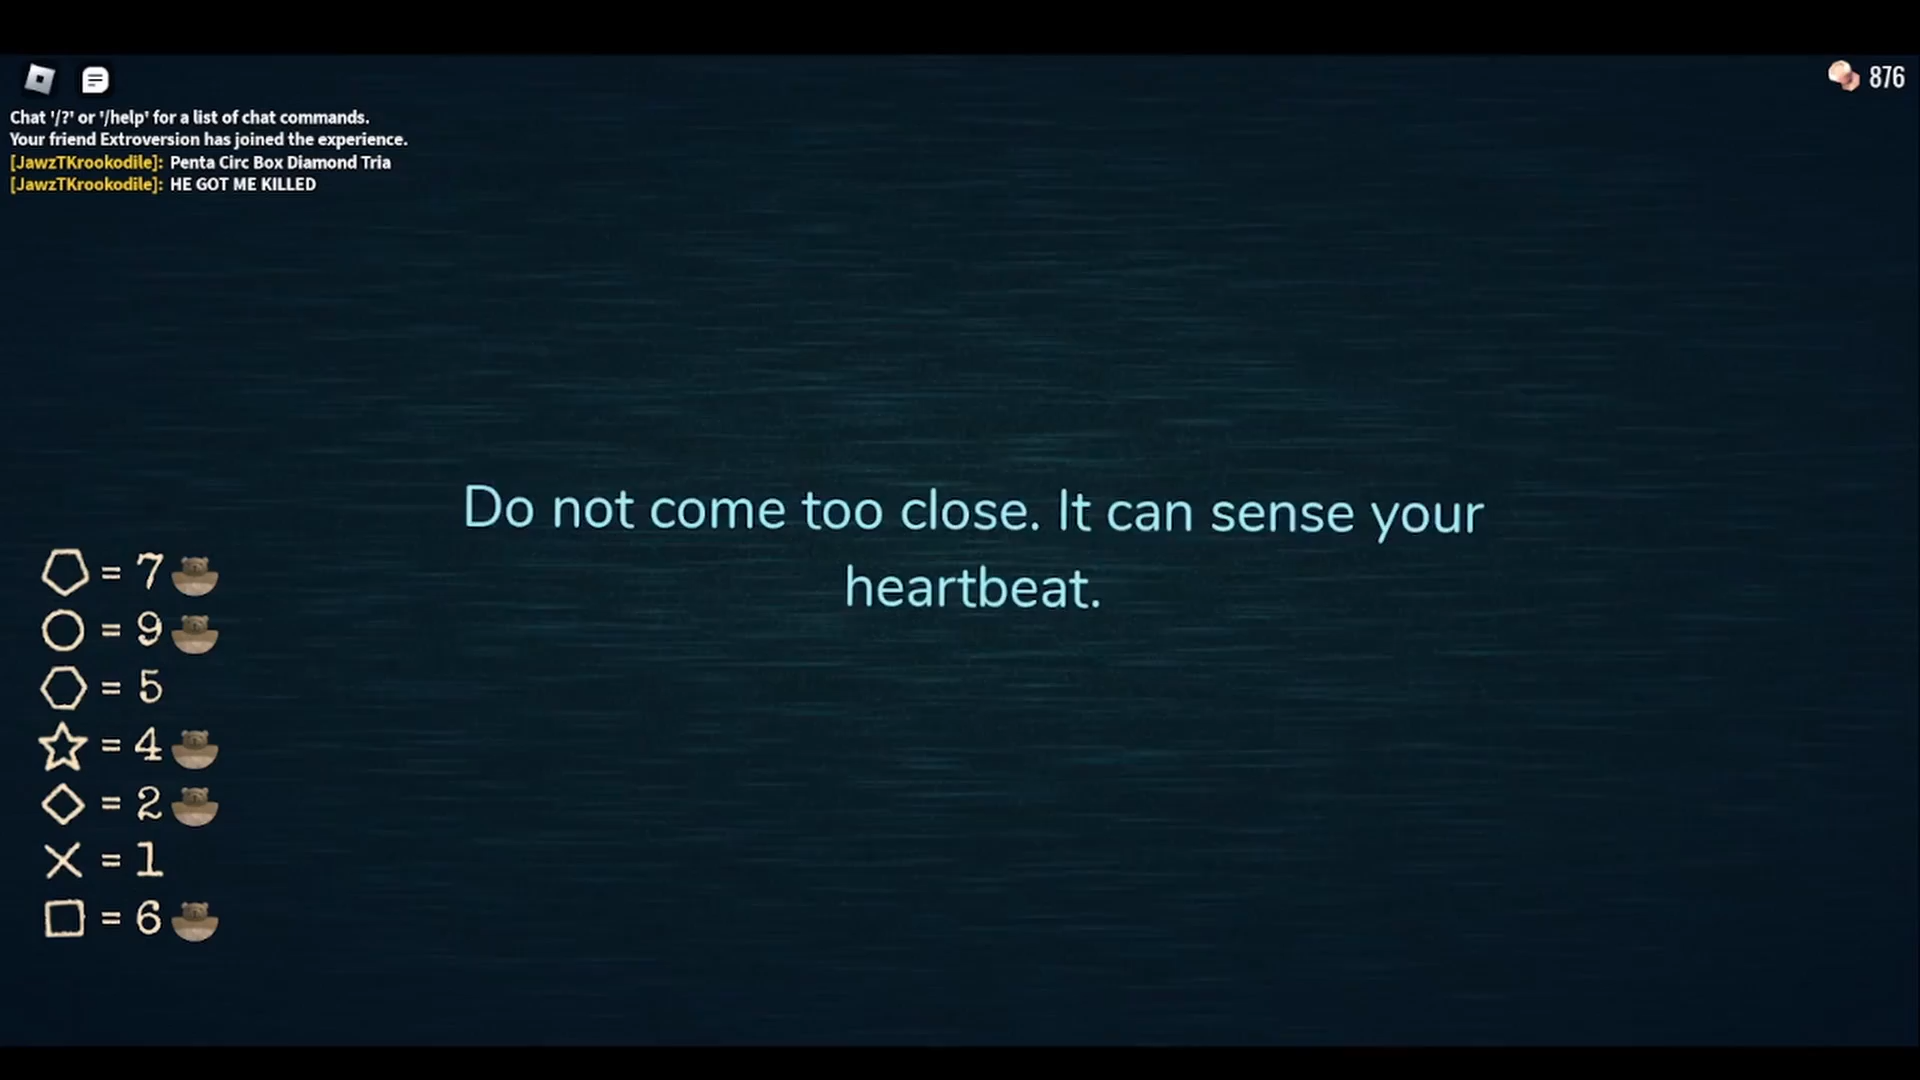 876
Chat '/?' or '/help' for a list of chat commands.
Your friend Extroversion has joined the experience.
[JawzTKrookodile]: Penta Circ Box Diamond Tria
[JawzTKrookodile]: HE GOT ME KILLED
Do not come too close. It can sense your
heartbeat.
= 7
= 9
= 5
= 4
= 2
= 1
= 6